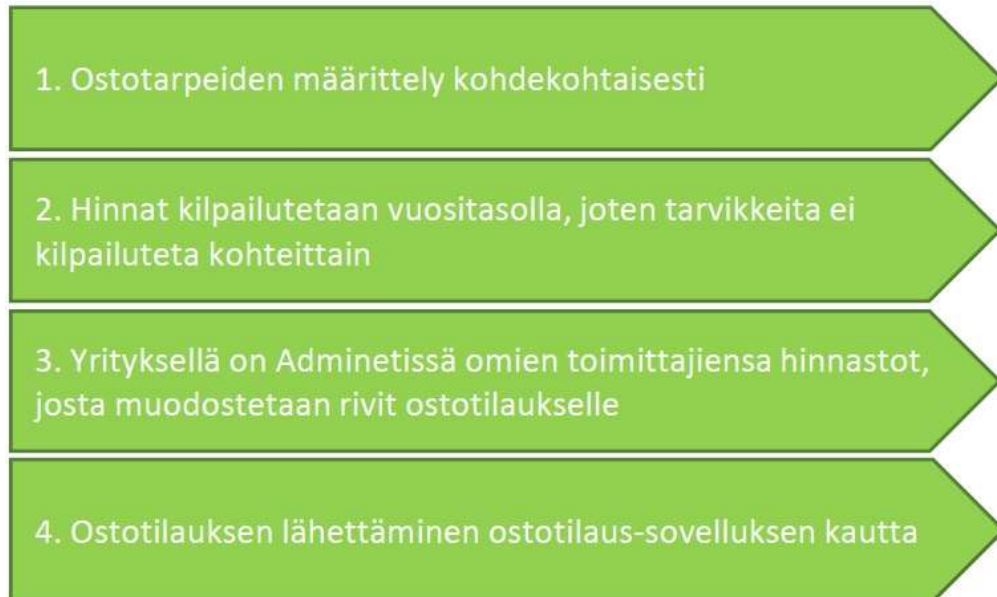 1. Ostotarpeiden määrittely kohdekohtaisesti
2. Hinnat kilpailutetaan vuositasolla, joten tarvikkeita ei
kilpailuteta kohteittain
3. Yrityksellä on Adminetissä omien toimittajiensa hinnastot,
josta muodostetaan rivit ostotilaukselle
4. Ostotilauksen lähettäminen ostotilaus-sovelluksen kautta